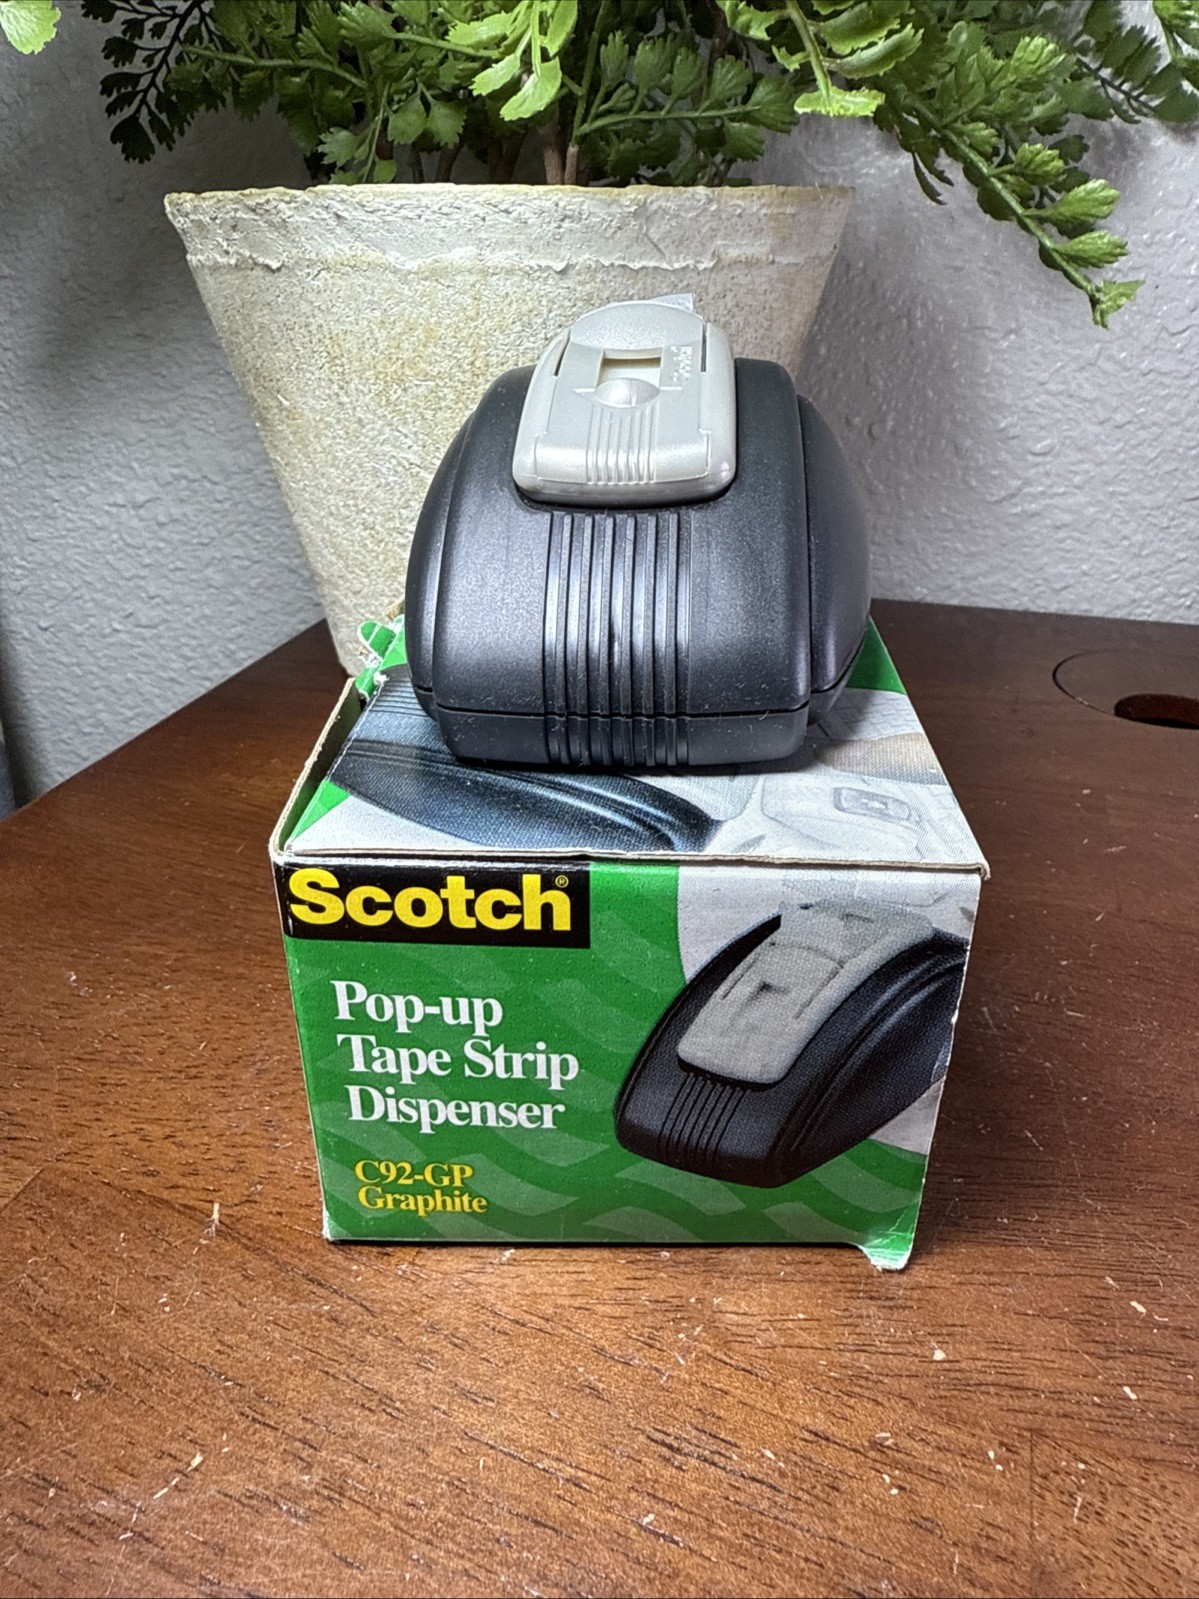 Scotch®
Pop-up
Tape Strip
Dispenser
C92-GP
Graphite